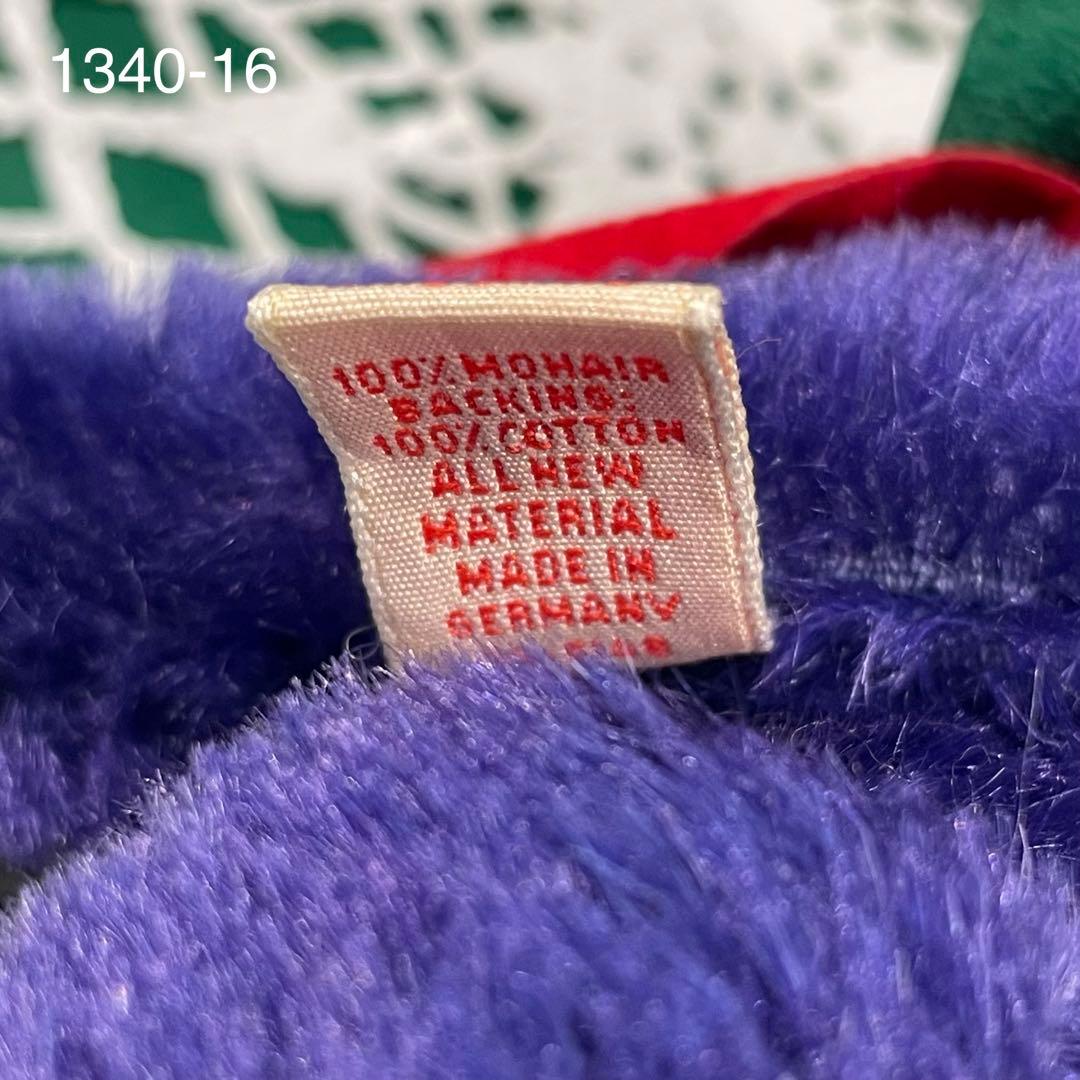 1340-16
100% MOHAIR
BACKING:
100% COTTON
ALL NEW
MATERIAL
MADE IN
GERMANY